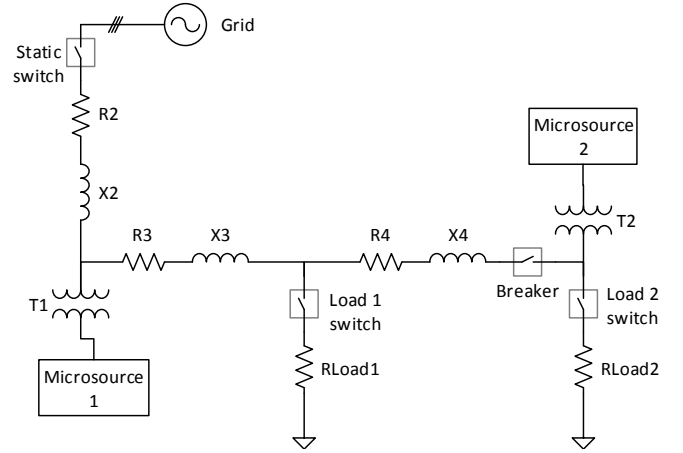 Grid
Static
switch
R2
Microsource
2
X2
T2
R3
X3
R4
X4
T1
Breaker
Load 1
switch
Load 2
switch
Microsource
1
RLoad1
RLoad2